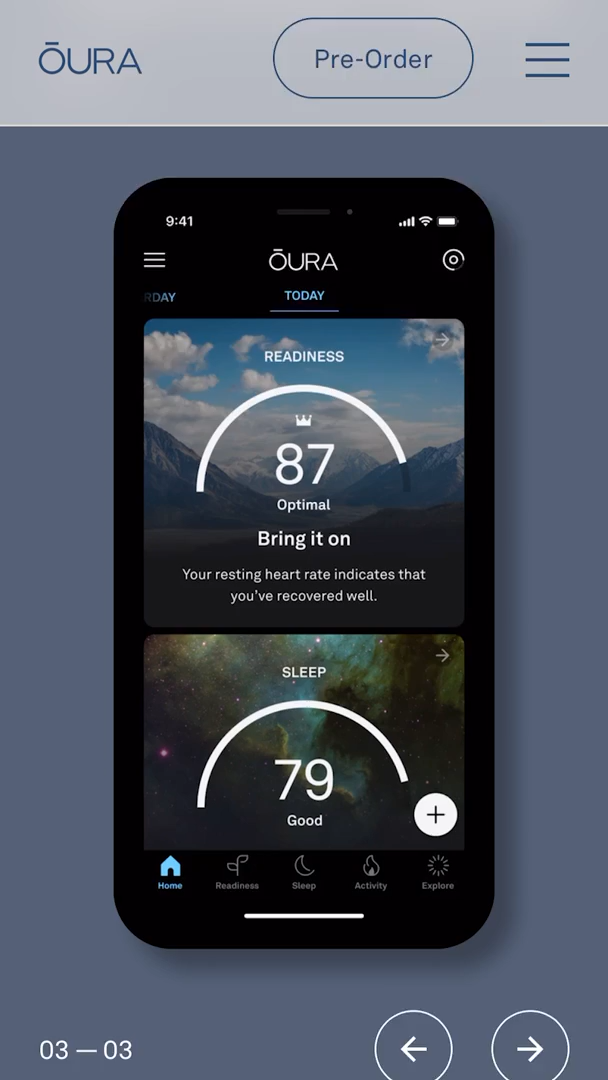 ŌURA
Pre-Order
9:41
ŌURA
RDAY
TODAY
READINESS
87
Optimal
Bring it on
Your resting heart rate indicates that
you've recovered well.
SLEEP
79
Good
Home
Readiness
Sleep
Activity
Explore
03 — 03